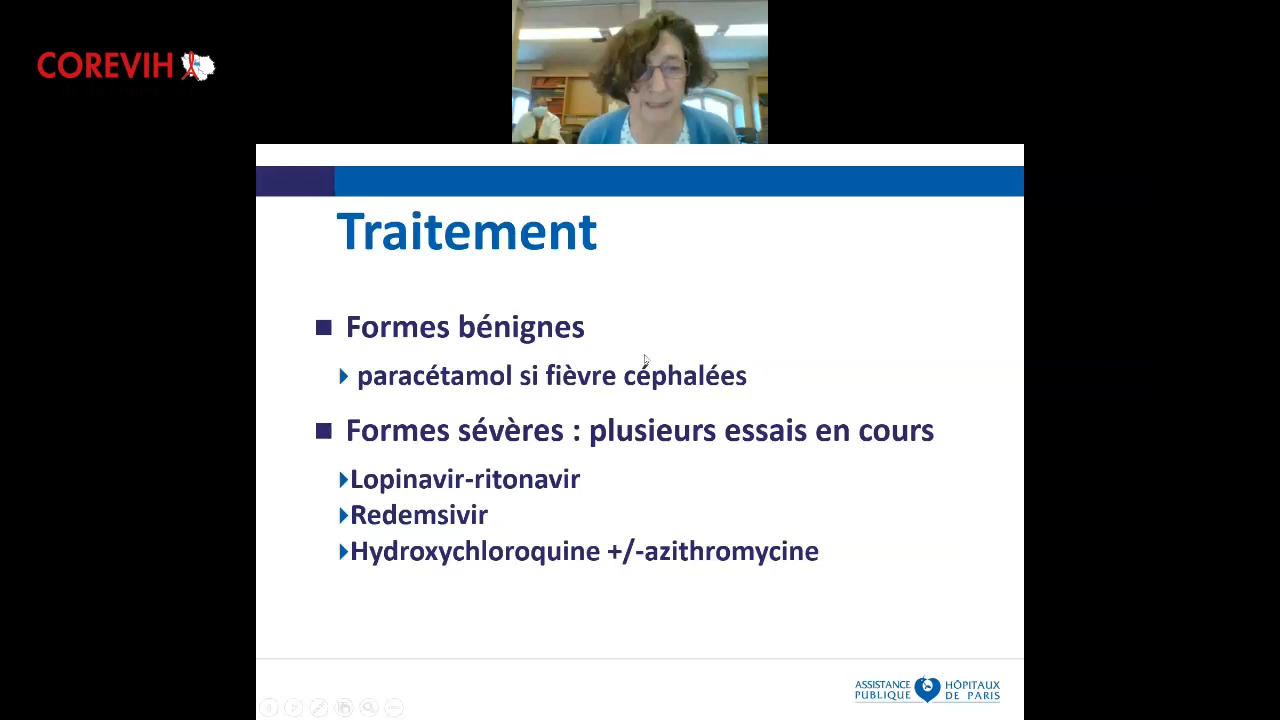 COREVIH
Traitement
Formes bénignes
paracétamol si fièvre céphalées
Formes sévères : plusieurs essais en cours
Lopinavir-ritonavir
Redemsivir
Hydroxychloroquine +/-azithromycine
ASSISTANCE HÔPITAUX
PUBLIQUE DE PARIS